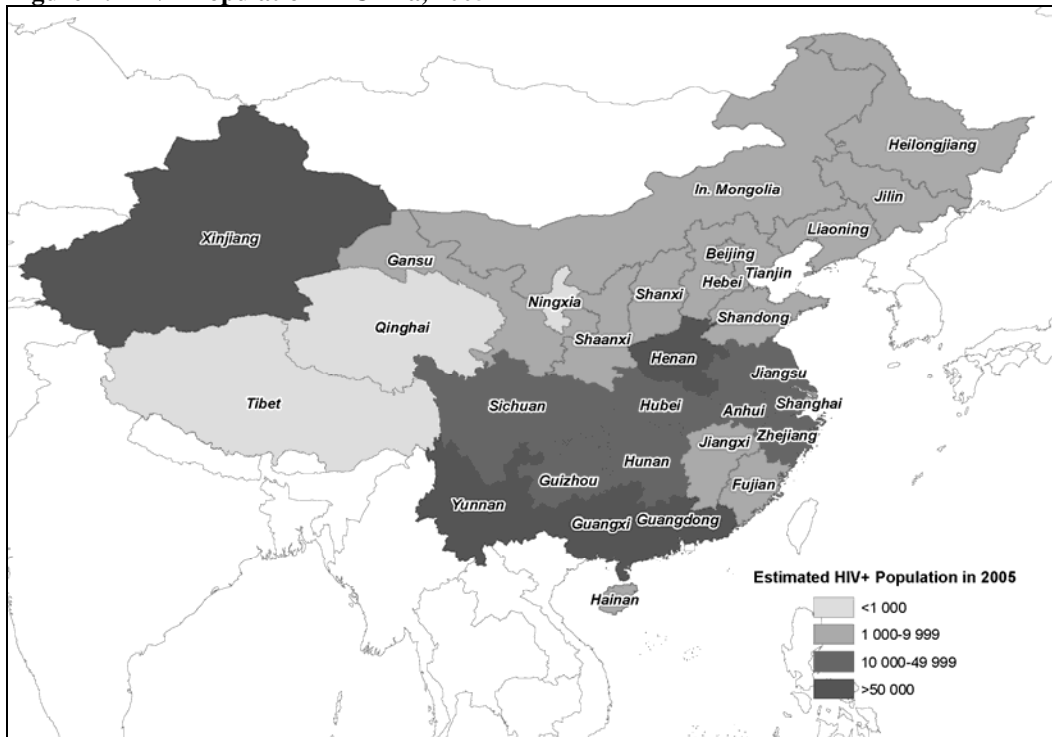 Heilongjiang
In. Mongolia
Jilin
Xinjiang
Liaoning
Gansu
Beijing
Tianjin
Hebei
Ningxia
Shanxi
Shandong
Qinghai
Shaanxi
Henan
Jiangsu
Tibet
Sichuan
Hubei
Anhui
Shanghai
Jiangxi
Zhejiang
Hunan
Guizhou
Fujian
Yunnan
Guangxi
Guangdong
Hainan
Estimated HIV+ Population in 2005
<1 000
1 000-9 999
10 000-49 999
>50 000